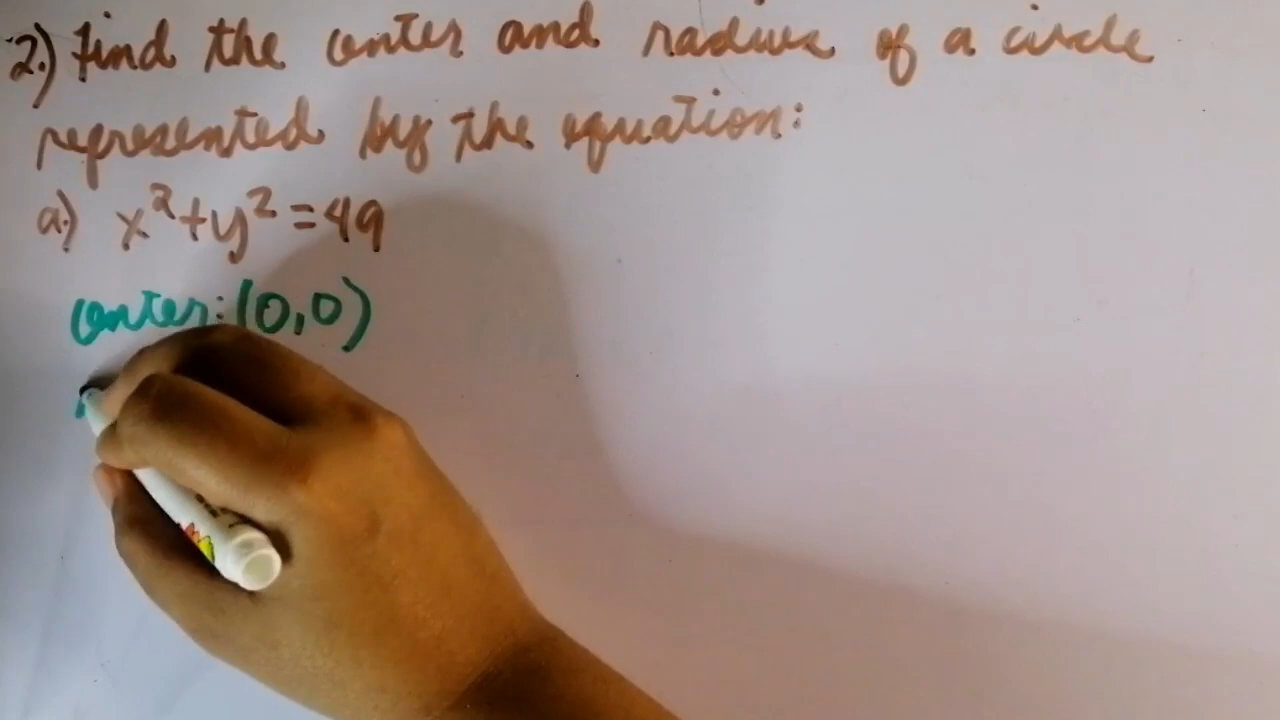 2.) Find the center and radius of a circle
represented by the equation:
a.) x²+y²=49
center: (0,0)